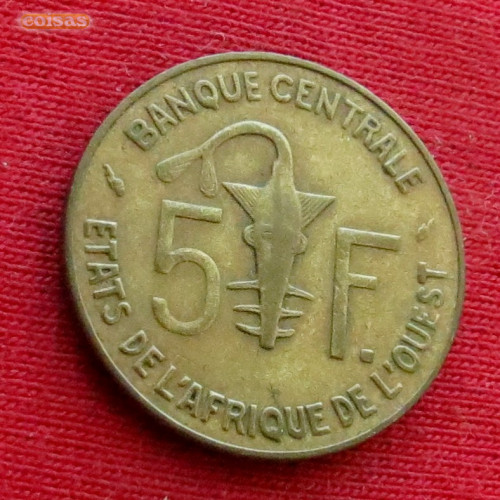 eoisas
BANQUE CENTRALE
5 F.
ETATS DE L'AFRIQUE DE L'OUEST